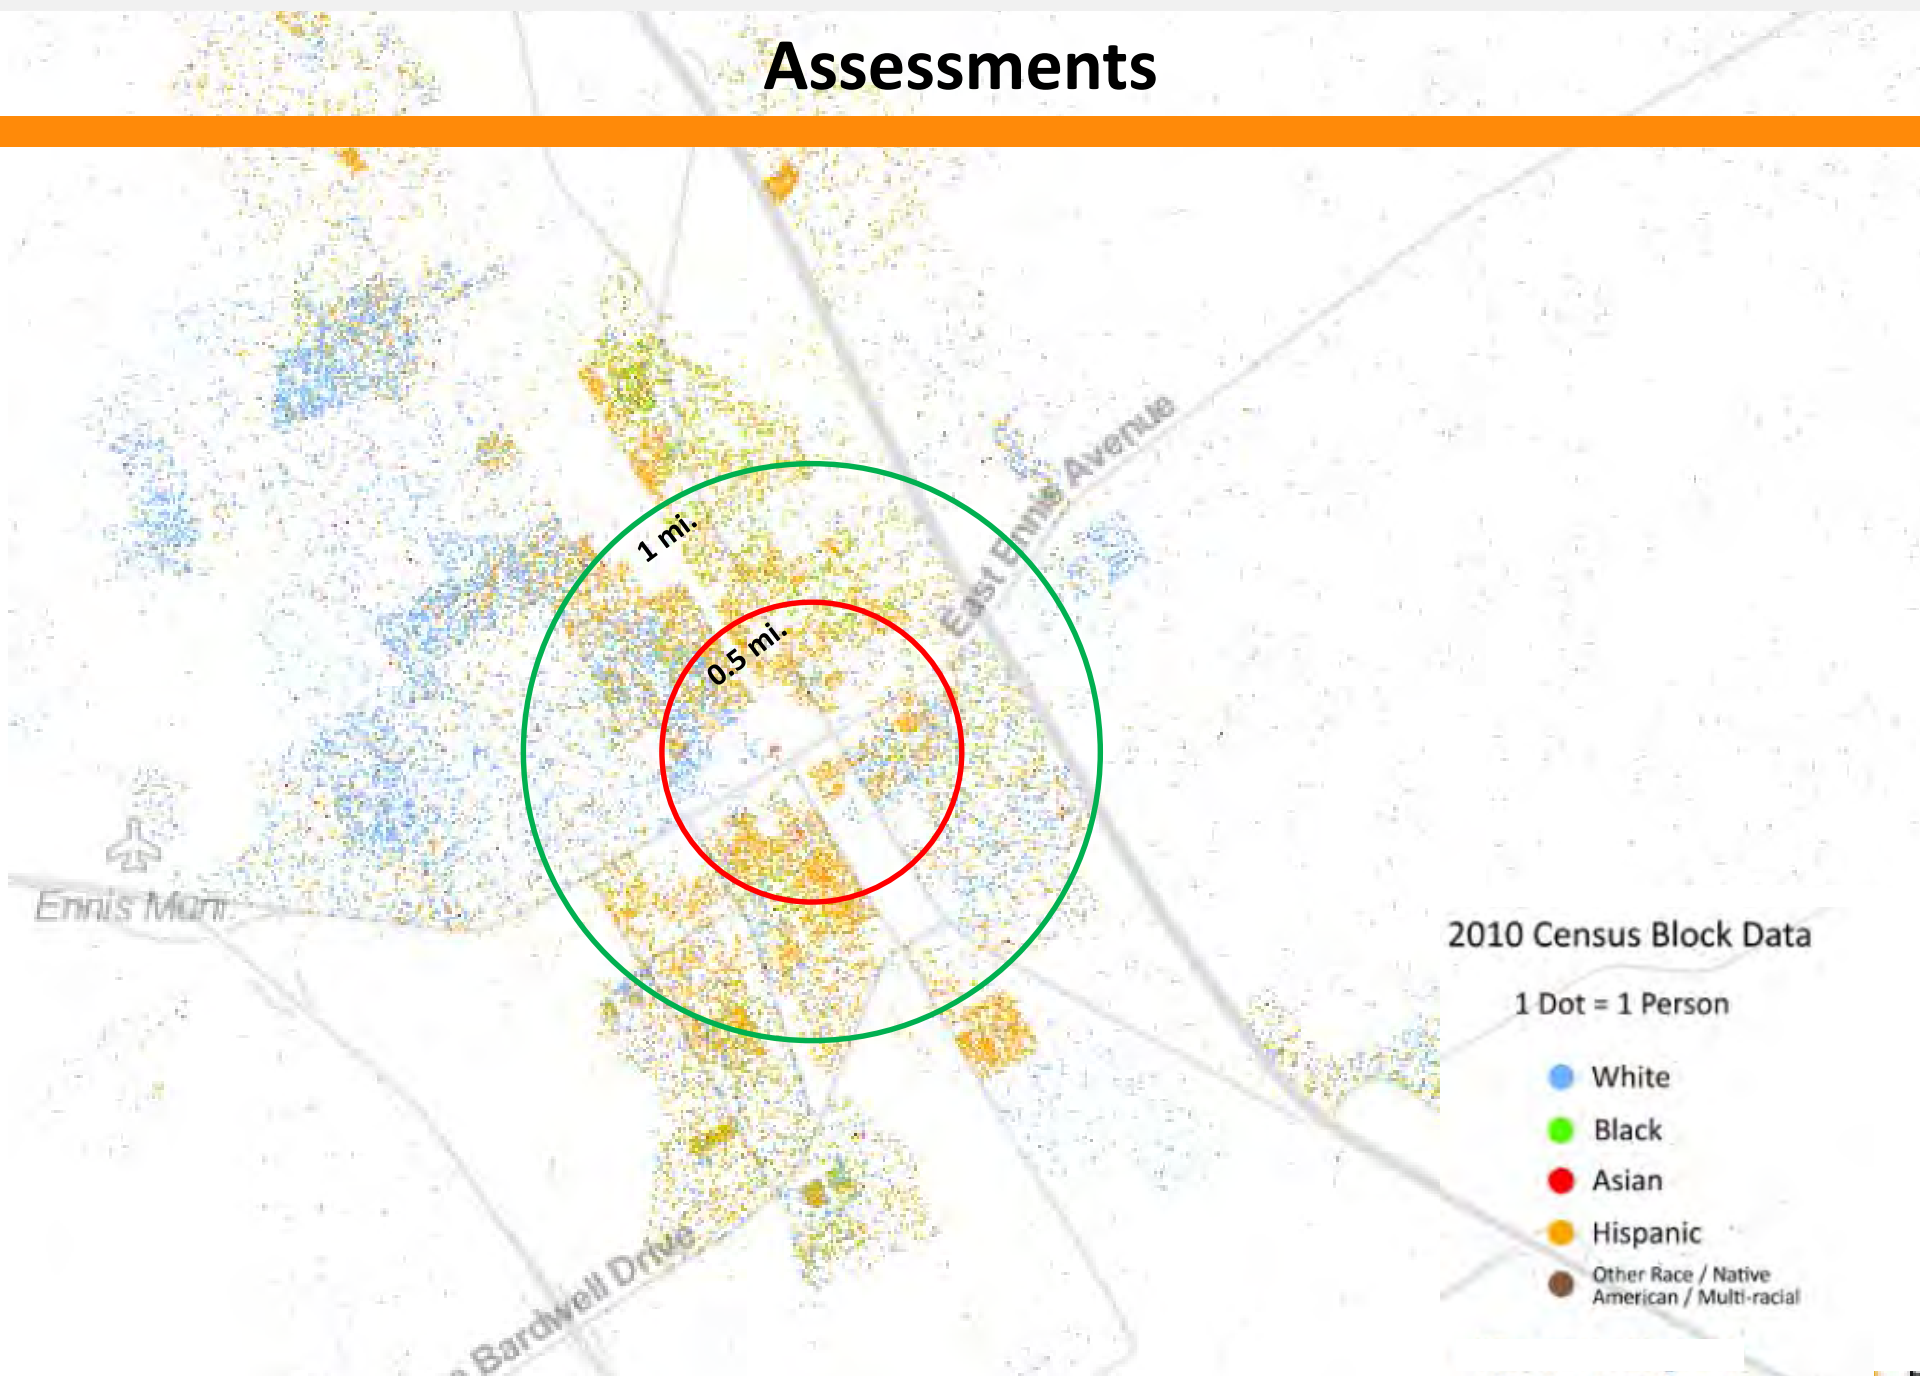 Assessments
East Ennis Avenue
1 mi.
0.5 mi.
Ennis Muni.
Bardwell Drive
2010 Census Block Data
1 Dot = 1 Person
White
Black
Asian
Hispanic
Other Race / Native
American / Multi-racial